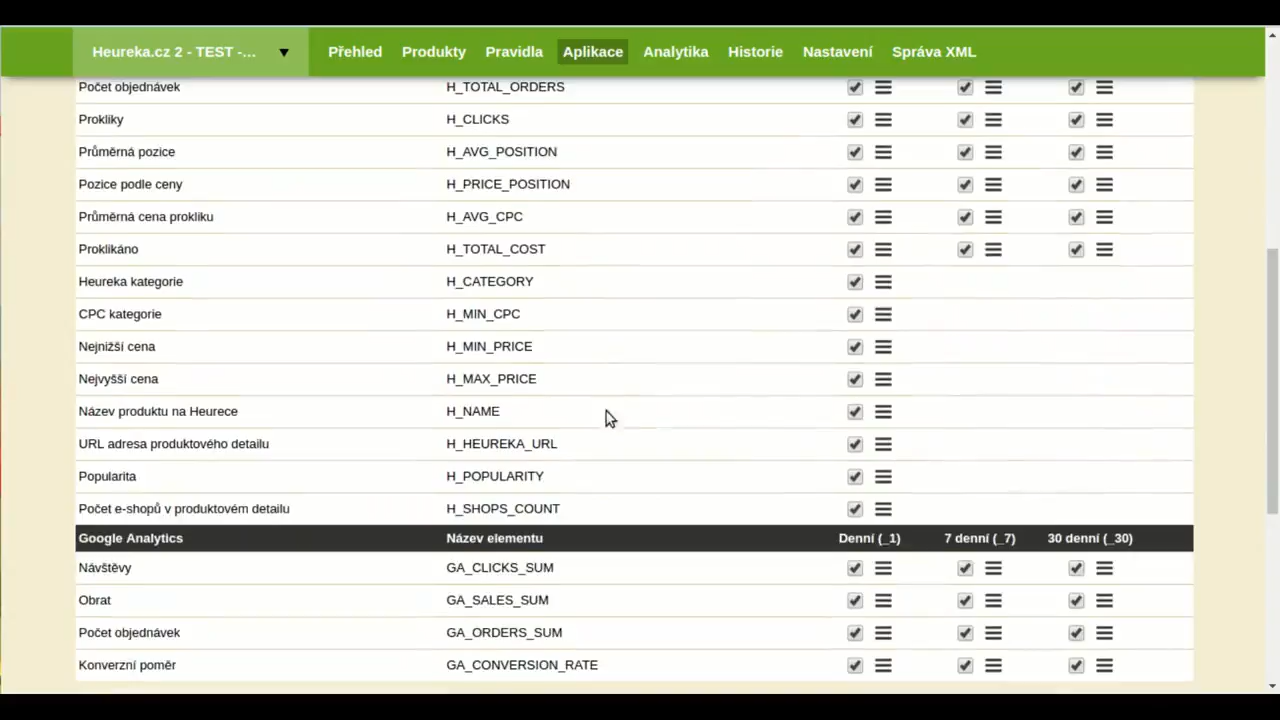 Heureka.cz 2 - TEST -... Přehled Produkty Pravidla Aplikace Analytika Historie Nastavení Správa XML
Počet objednávek H_TOTAL_ORDERS
Prokliky H_CLICKS
Průměrná pozice H_AVG_POSITION
Pozice podle ceny H_PRICE_POSITION
Průměrná cena prokliku H_AVG_CPC
Proklikáno H_TOTAL_COST
Heureka kategorie H_CATEGORY
CPC kategorie H_MIN_CPC
Nejnižší cena H_MIN_PRICE
Nejvyšší cena H_MAX_PRICE
Název produktu na Heurece H_NAME
URL adresa produktového detailu H_HEUREKA_URL
Popularita H_POPULARITY
Počet e-shopů v produktovém detailu H_SHOPS_COUNT
Google Analytics Název elementu Denní (_1) 7 denní (_7) 30 denní (_30)
Návštěvy GA_CLICKS_SUM
Obrat GA_SALES_SUM
Počet objednávek GA_ORDERS_SUM
Konverzní poměr GA_CONVERSION_RATE